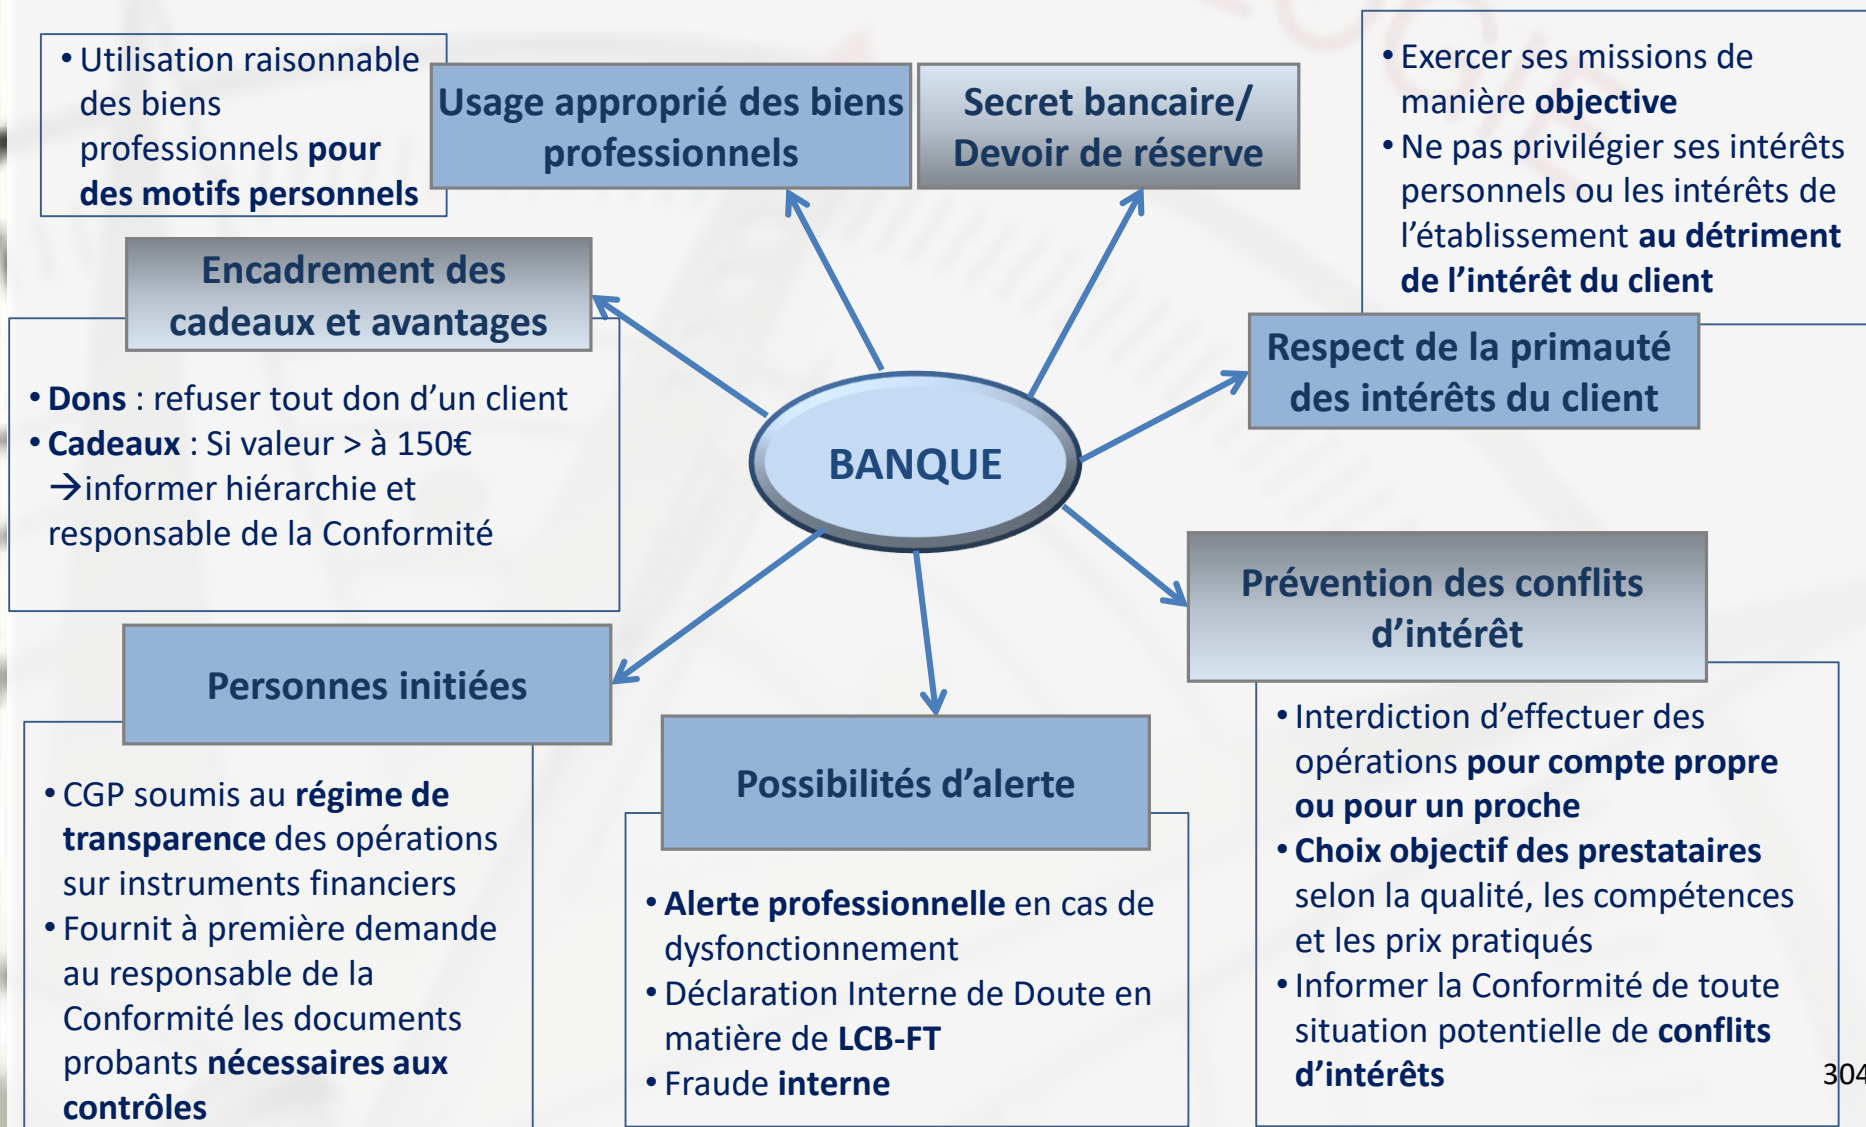 • Utilisation raisonnable
des biens
professionnels pour
des motifs personnels
Usage approprié des biens
professionnels
Secret bancaire/
Devoir de réserve
• Exercer ses missions de
manière objective
• Ne pas privilégier ses intérêts
personnels ou les intérêts de
l’établissement au détriment
de l’intérêt du client
Encadrement des
cadeaux et avantages
• Dons : refuser tout don d’un client
• Cadeaux : Si valeur > à 150€
→informer hiérarchie et
responsable de la Conformité
Respect de la primauté
des intérêts du client
BANQUE
Prévention des conflits
d’intérêt
Personnes initiées
• CGP soumis au régime de
transparence des opérations
sur instruments financiers
• Fournit à première demande
au responsable de la
Conformité les documents
probants nécessaires aux
contrôles
Possibilités d’alerte
• Alerte professionnelle en cas de
dysfonctionnement
• Déclaration Interne de Doute en
matière de LCB-FT
• Fraude interne
• Interdiction d’effectuer des
opérations pour compte propre
ou pour un proche
• Choix objectif des prestataires
selon la qualité, les compétences
et les prix pratiqués
• Informer la Conformité de toute
situation potentielle de conflits
d’intérêts
304